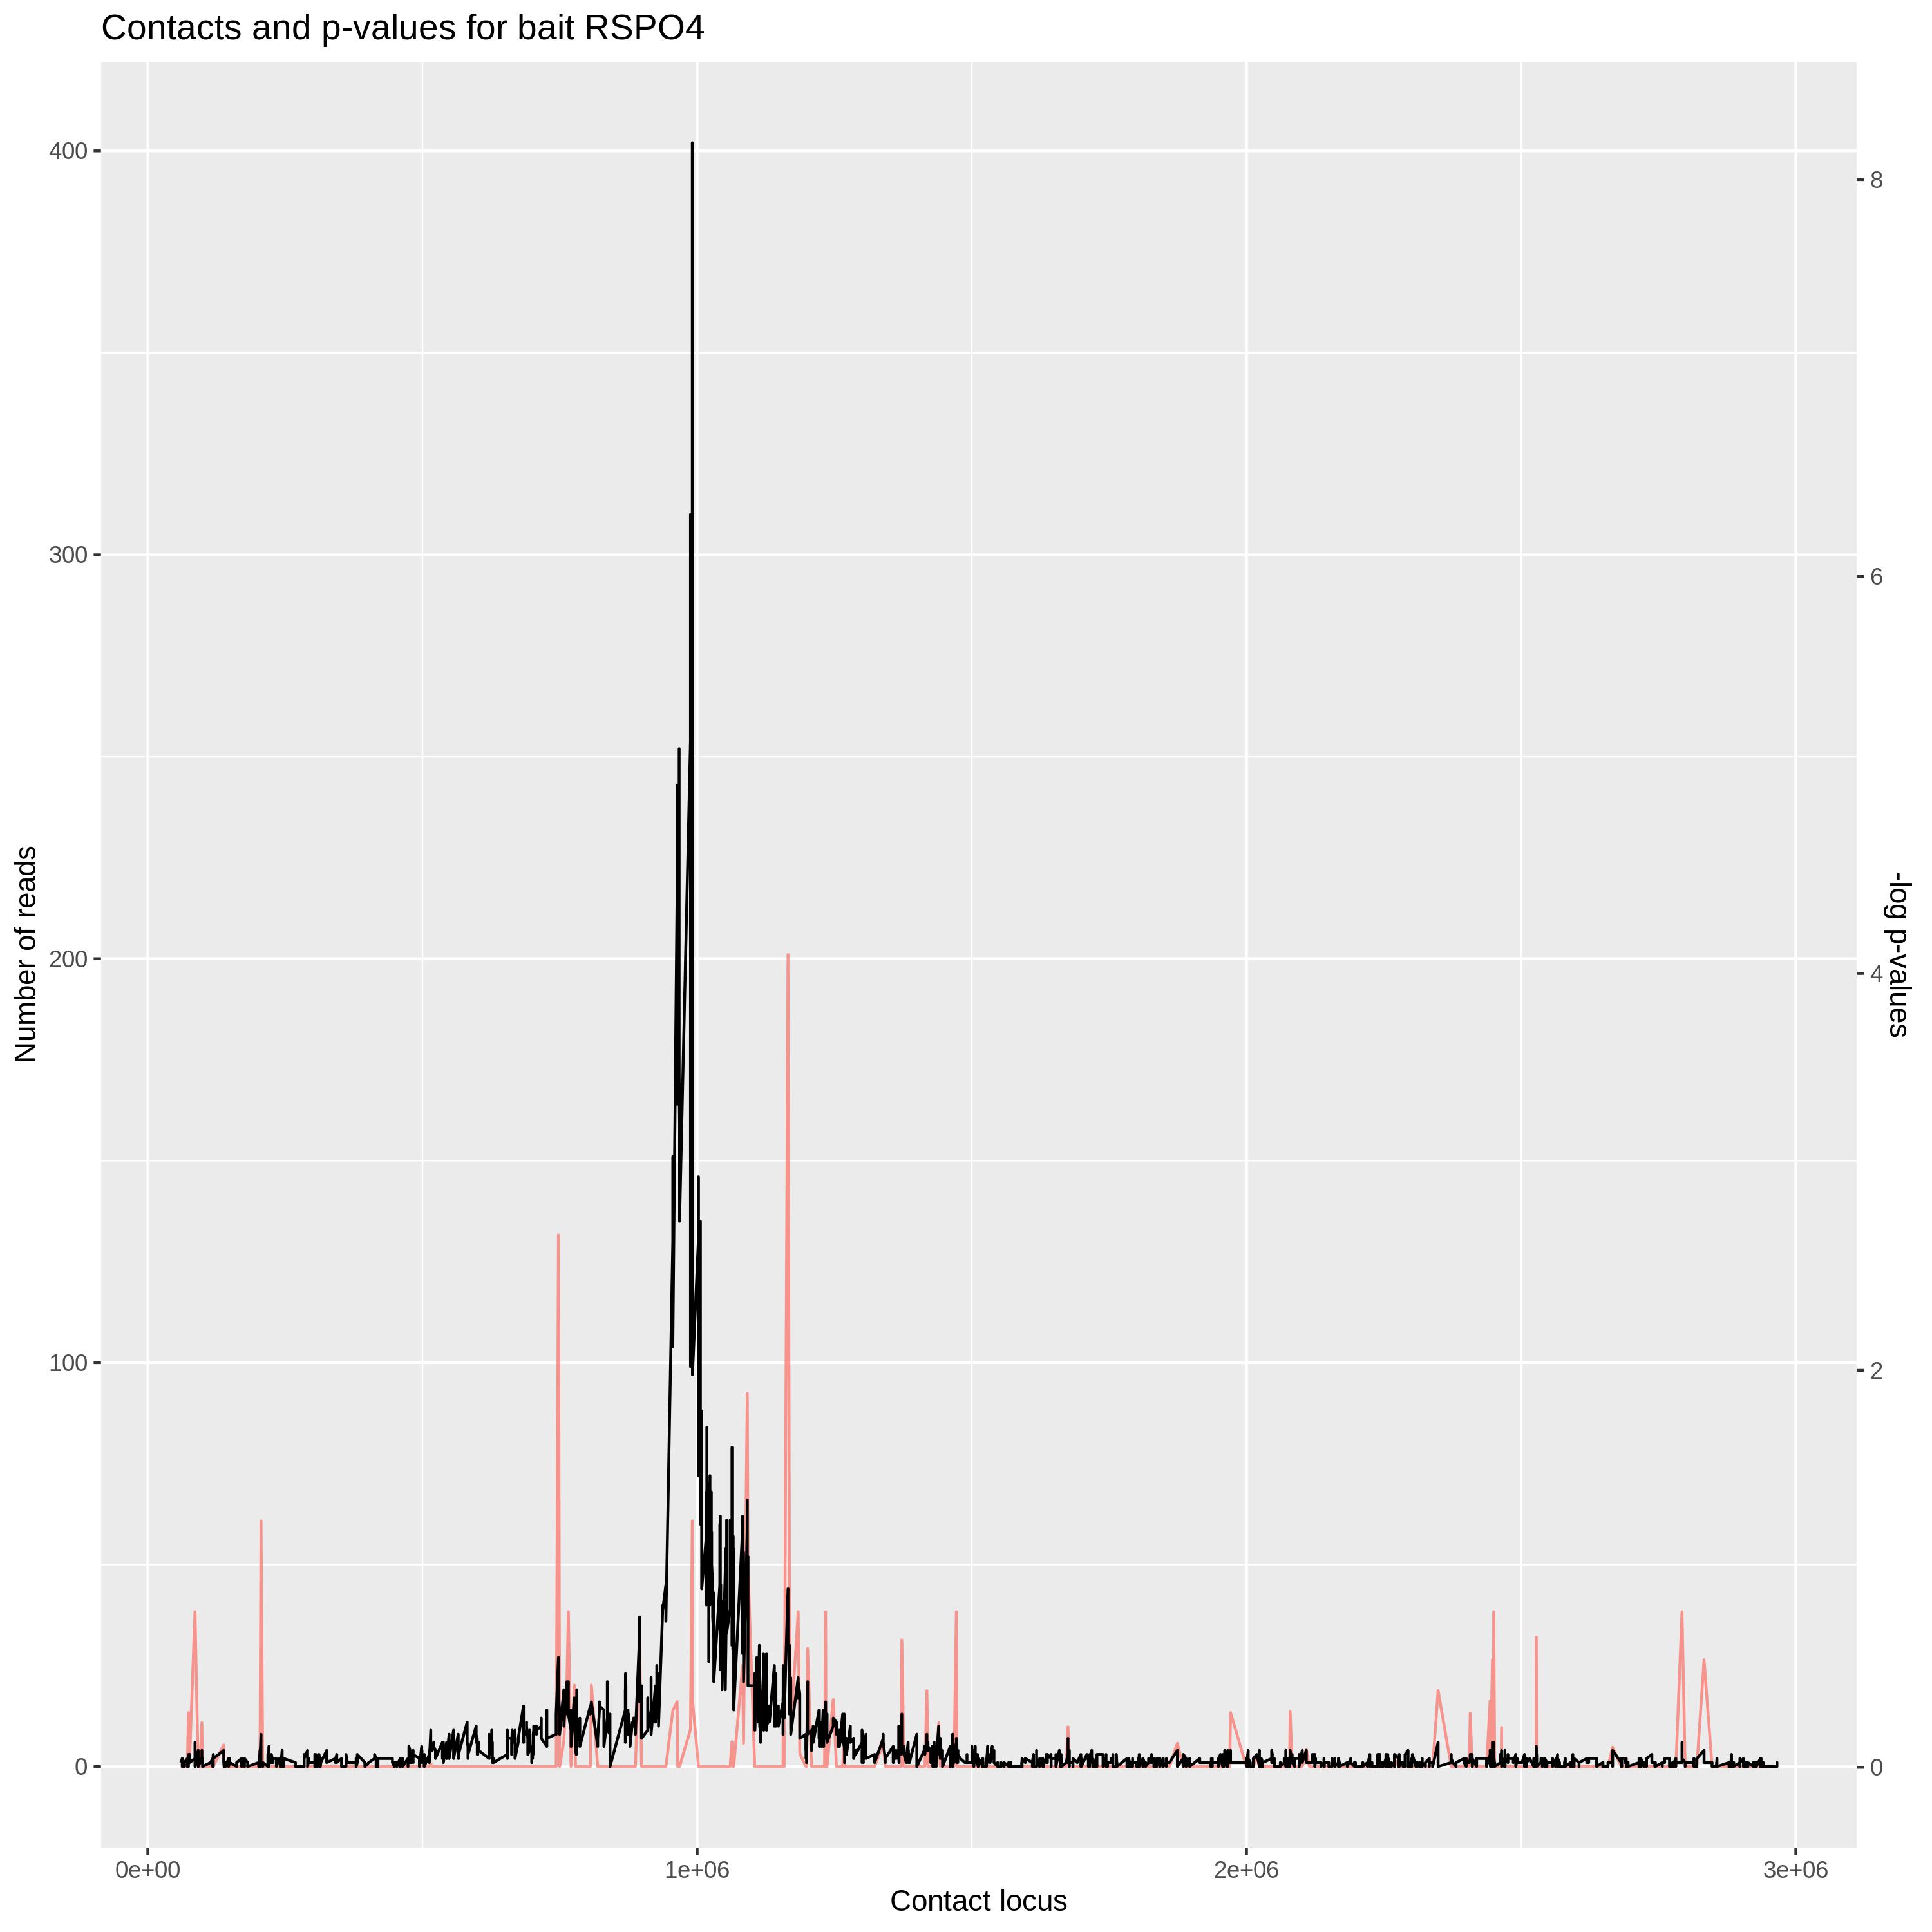 Contacts and p-values for bait RSPO4
400
300
200
100
0
Number of reads
8
6
4
2
0
-log p-values
0e+00
1e+06
2e+06
3e+06
Contact locus